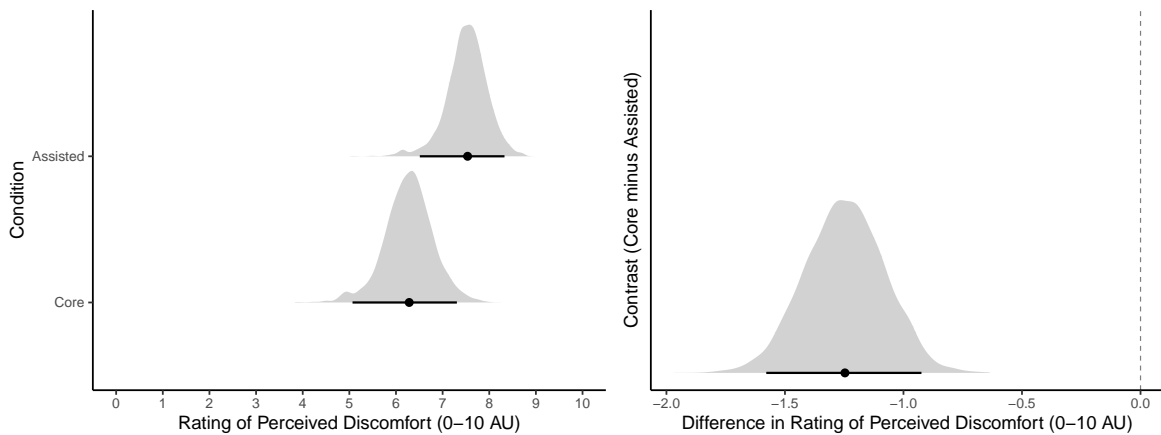 Condition
Assisted
Core
0 1 2 3 4 5 6 7 8 9 10
Rating of Perceived Discomfort (0−10 AU)
Contrast (Core minus Assisted)
−2.0 −1.5 −1.0 −0.5 0.0
Difference in Rating of Perceived Discomfort (0−10 AU)